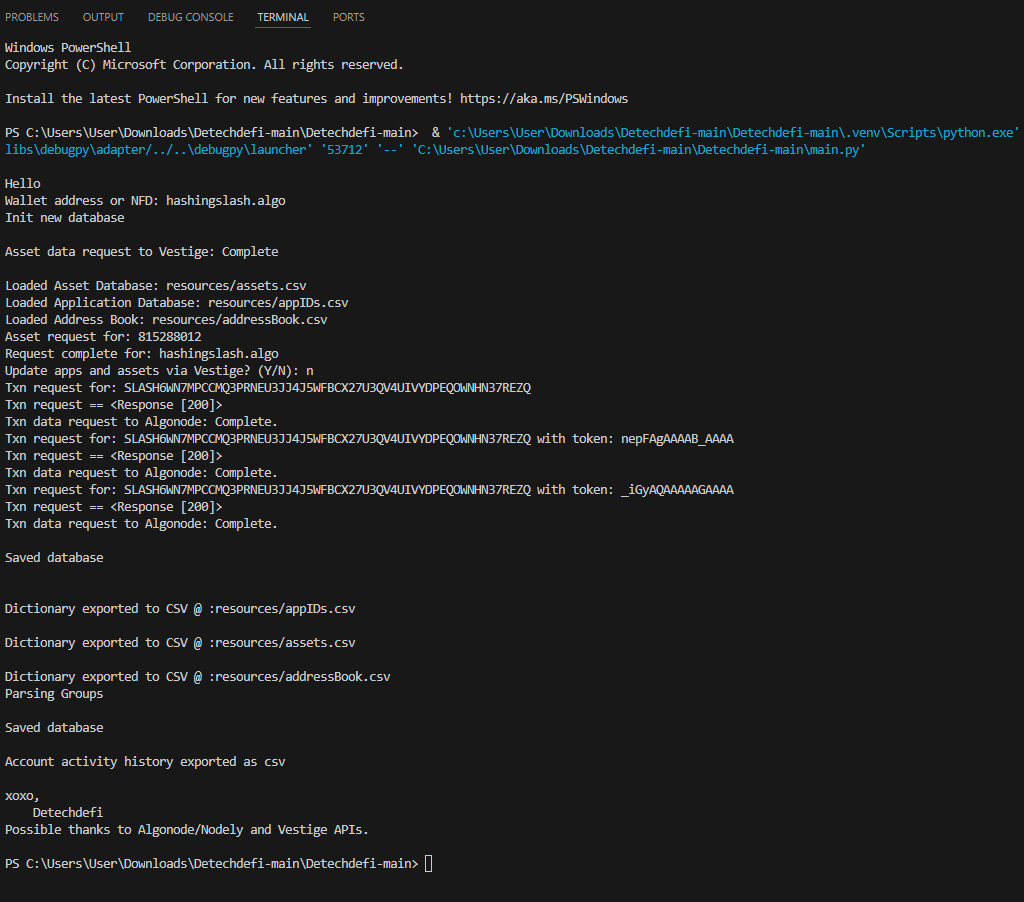 PROBLEMS OUTPUT DEBUG CONSOLE TERMINAL PORTS
Windows PowerShell
Copyright (C) Microsoft Corporation. All rights reserved.
Install the latest PowerShell for new features and improvements! https://aka.ms/PSWindows
PS C:\Users\User\Downloads\Detechdefi-main\Detechdefi-main>  & 'c:\Users\User\Downloads\Detechdefi-main\Detechdefi-main\.venv\Scripts\python.exe'
libs\debugpy\adapter/../..\debugpy\launcher' '53712' '--' 'C:\Users\User\Downloads\Detechdefi-main\Detechdefi-main\main.py'
Hello
Wallet address or NFD: hashingslash.algo
Init new database
Asset data request to Vestige: Complete
Loaded Asset Database: resources/assets.csv
Loaded Application Database: resources/appIDs.csv
Loaded Address Book: resources/addressBook.csv
Asset request for: 815288012
Request complete for: hashingslash.algo
Update apps and assets via Vestige? (Y/N): n
Txn request for: SLASH6WN7MPCCMQ3PRNEU3JJ4J5WFBCX27U3QV4UIVYDPEQOWNHN37REZQ
Txn request == <Response [200]>
Txn data request to Algonode: Complete.
Txn request for: SLASH6WN7MPCCMQ3PRNEU3JJ4J5WFBCX27U3QV4UIVYDPEQOWNHN37REZQ with token: nepFAgAAAAB_AAAA
Txn request == <Response [200]>
Txn data request to Algonode: Complete.
Txn request for: SLASH6WN7MPCCMQ3PRNEU3JJ4J5WFBCX27U3QV4UIVYDPEQOWNHN37REZQ with token: _iGyAQAAAAAGAAAA
Txn request == <Response [200]>
Txn data request to Algonode: Complete.
Saved database
Dictionary exported to CSV @ :resources/appIDs.csv
Dictionary exported to CSV @ :resources/assets.csv
Dictionary exported to CSV @ :resources/addressBook.csv
Parsing Groups
Saved database
Account activity history exported as csv
xoxo,
    Detechdefi
Possible thanks to Algonode/Nodely and Vestige APIs.
PS C:\Users\User\Downloads\Detechdefi-main\Detechdefi-main>